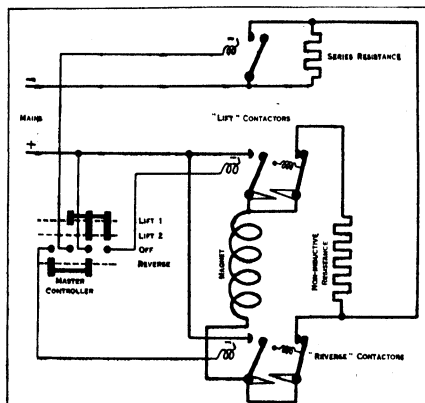 SERIES RESISTANCE
−
MAINS
+
"LIFT" CONTACTORS
LIFT 1
LIFT 2
OFF
REVERSE
MASTER
CONTROLLER
MAGNET
NON-INDUCTIVE
RESISTANCE
"REVERSE" CONTACTORS